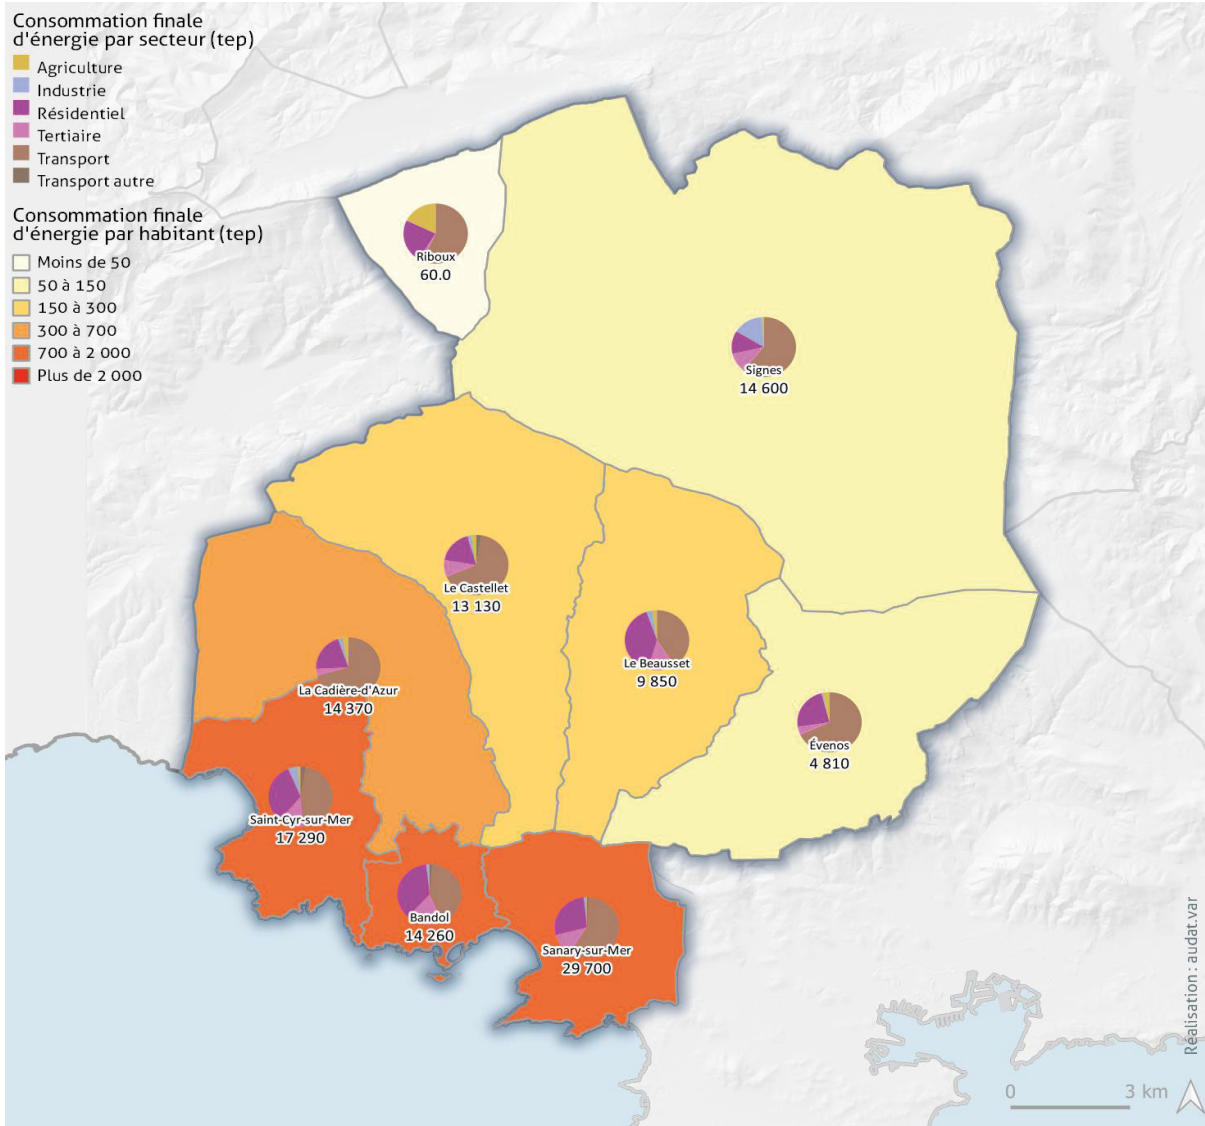 Consommation finale
d'énergie par secteur (tep)
Agriculture
Industrie
Résidentiel
Tertiaire
Transport
Transport autre
Consommation finale
d'énergie par habitant (tep)
Moins de 50
50 à 150
150 à 300
300 à 700
700 à 2 000
Plus de 2 000
Riboux
60.0
Signes
14 600
Le Castellet
13 130
Le Beausset
9 850
La Cadière-d'Azur
14 370
Évenos
4 810
Saint-Cyr-sur-Mer
17 290
Bandol
14 260
Sanary-sur-Mer
29 700
Réalisation : audat.var
0 3 km